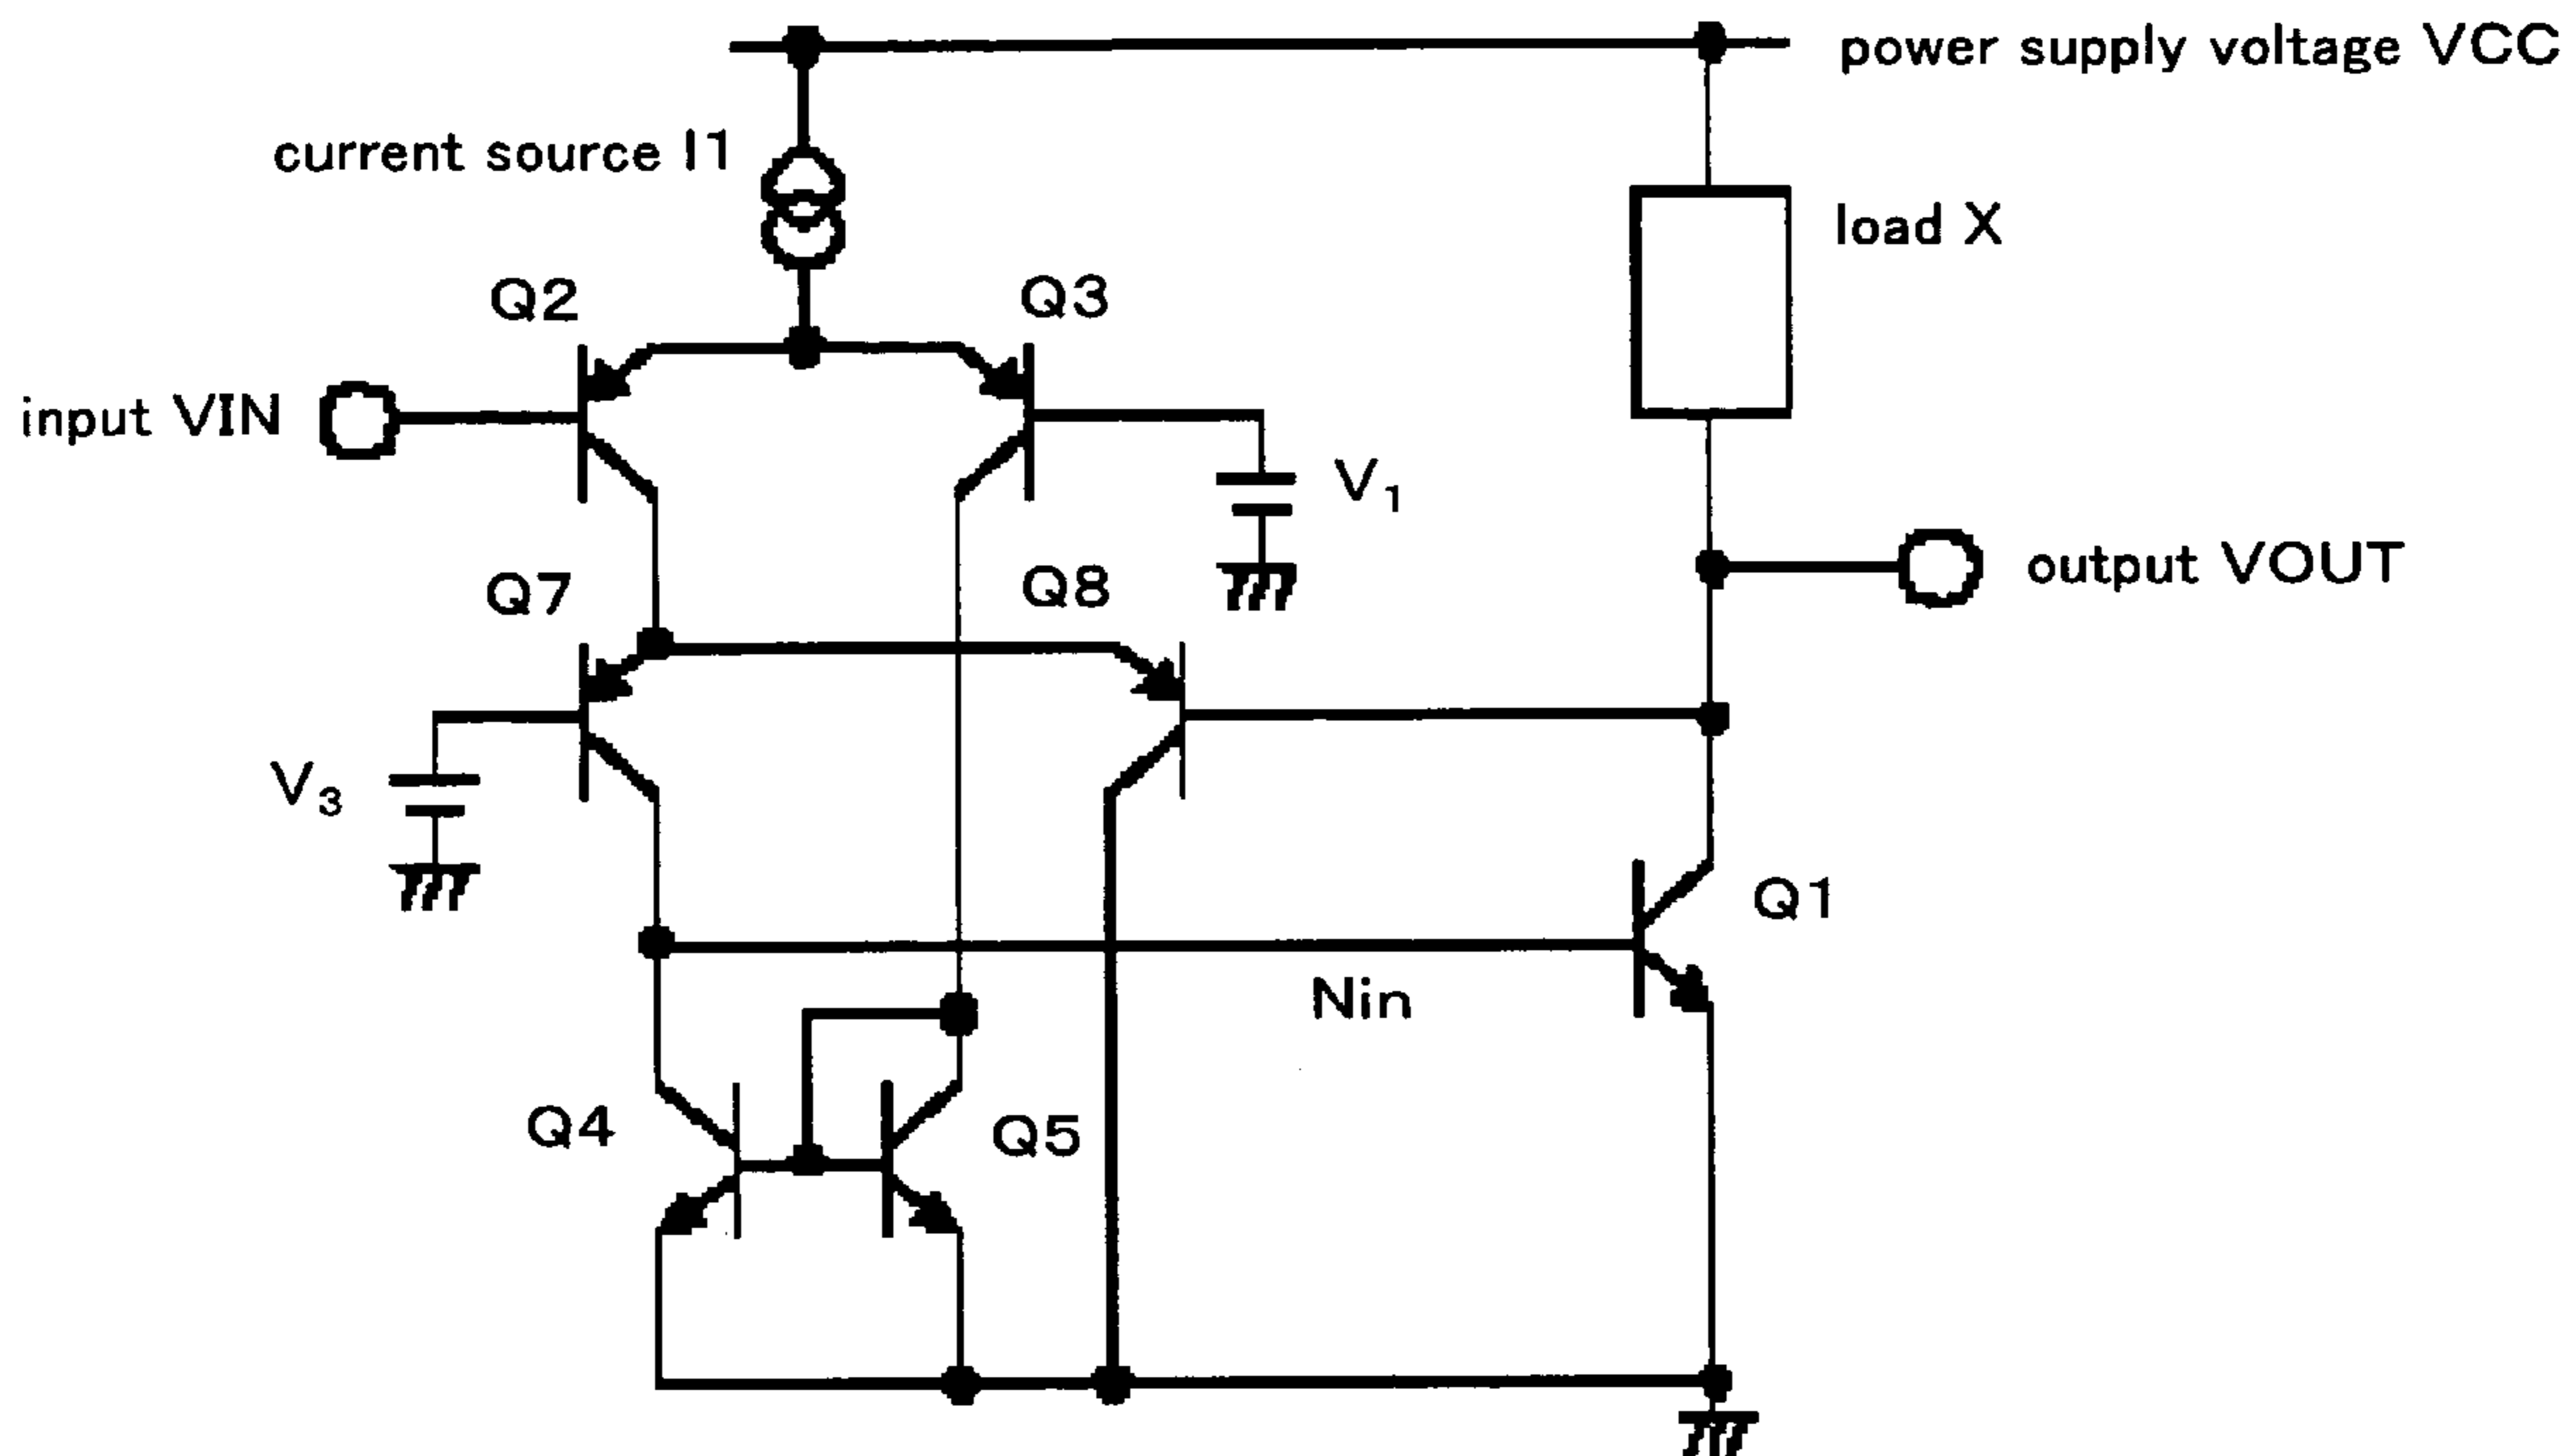 power supply voltage VCC
current source I1
load X
Q2
Q3
input VIN
V1
output VOUT
Q7
Q8
V3
Q1
Nin
Q4
Q5